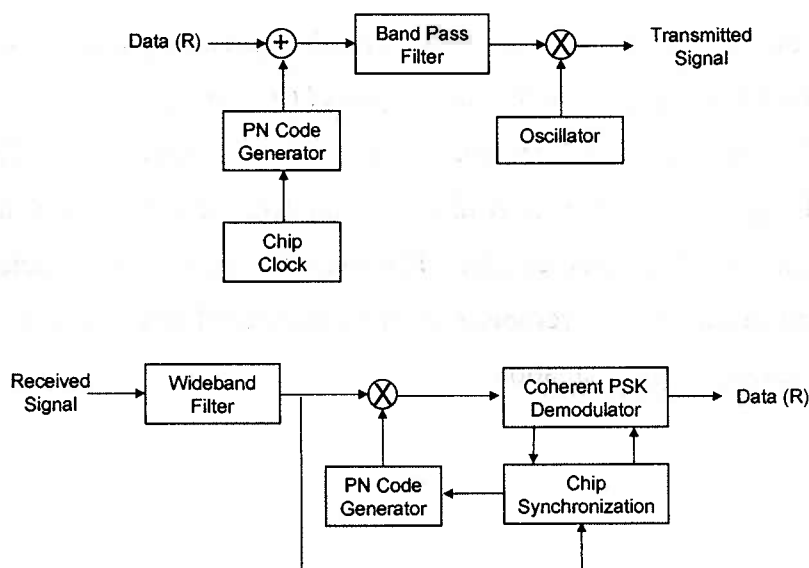 Data (R)
+
Band Pass
Filter
X
Transmitted
Signal
PN Code
Generator
Oscillator
Chip
Clock
Received
Signal
Wideband
Filter
X
Coherent PSK
Demodulator
Data (R)
PN Code
Generator
Chip
Synchronization